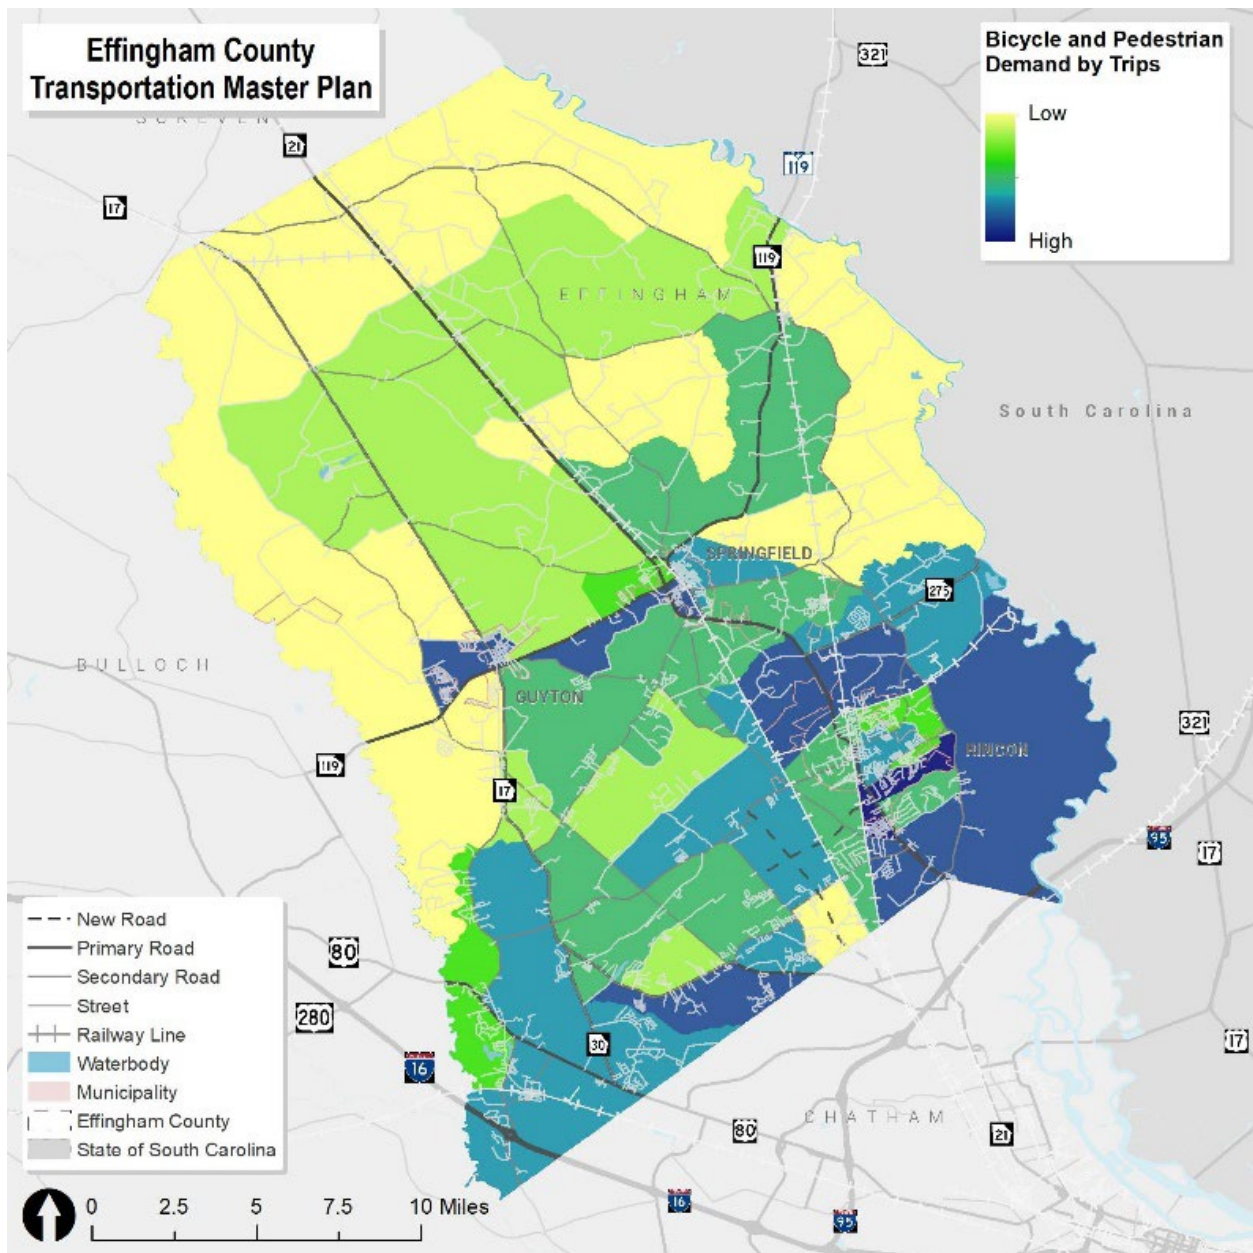 Effingham County
Transportation Master Plan
Bicycle and Pedestrian
Demand by Trips
Low
High
321
SCREVEN
21
119
17
119
EFFINGHAM
South Carolina
SPRINGFIELD
275
BULLOCH
GUYTON
321
RINCON
119
17
95
17
New Road
Primary Road
Secondary Road
Street
Railway Line
Waterbody
Municipality
Effingham County
State of South Carolina
80
280
16
30
17
CHATHAM
80
21
16
95
0 2.5 5 7.5 10 Miles